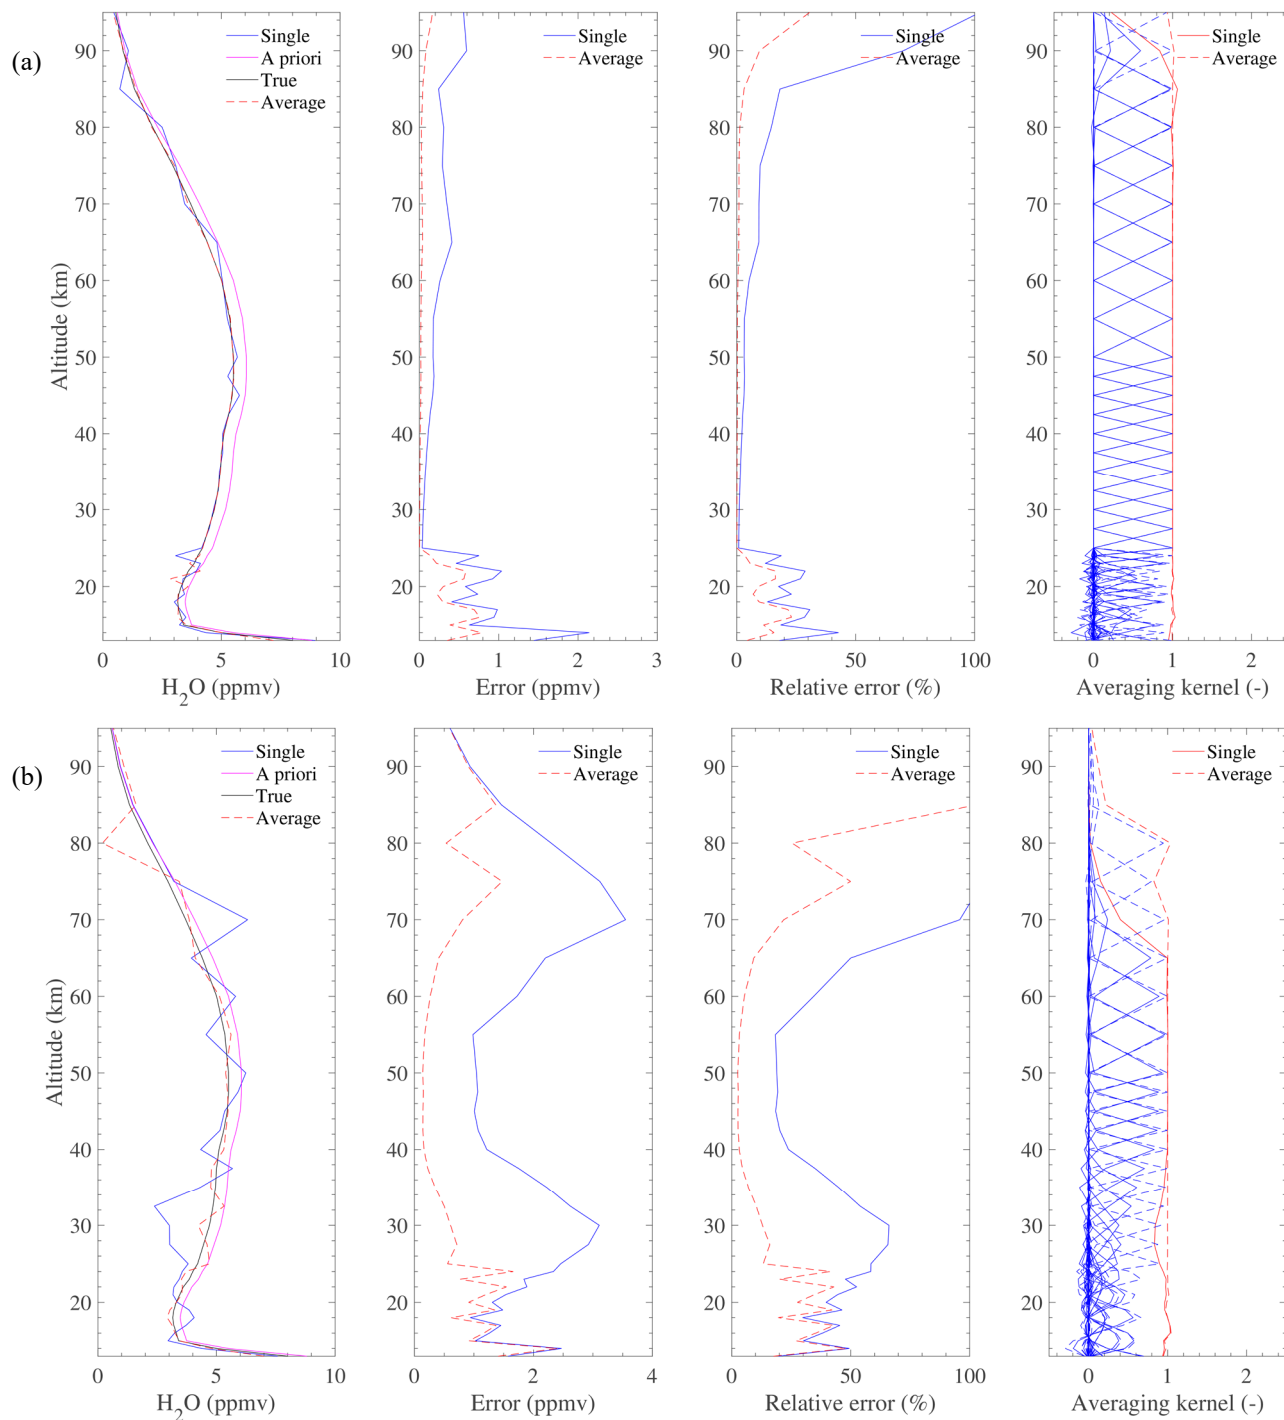 (a)
Single
A priori
True
Average
90
80
70
60
50
40
30
20
Altitude (km)
0 5 10
H2O (ppmv)
Single
Average
90
80
70
60
50
40
30
20
0 1 2 3
Error (ppmv)
Single
Average
90
80
70
60
50
40
30
20
0 50 100
Relative error (%)
Single
Average
90
80
70
60
50
40
30
20
0 1 2
Averaging kernel (-)
(b)
Single
A priori
True
Average
90
80
70
60
50
40
30
20
Altitude (km)
0 5 10
H2O (ppmv)
Single
Average
90
80
70
60
50
40
30
20
0 1 2 3 4
Error (ppmv)
Single
Average
90
80
70
60
50
40
30
20
0 50 100
Relative error (%)
Single
Average
90
80
70
60
50
40
30
20
0 1 2
Averaging kernel (-)